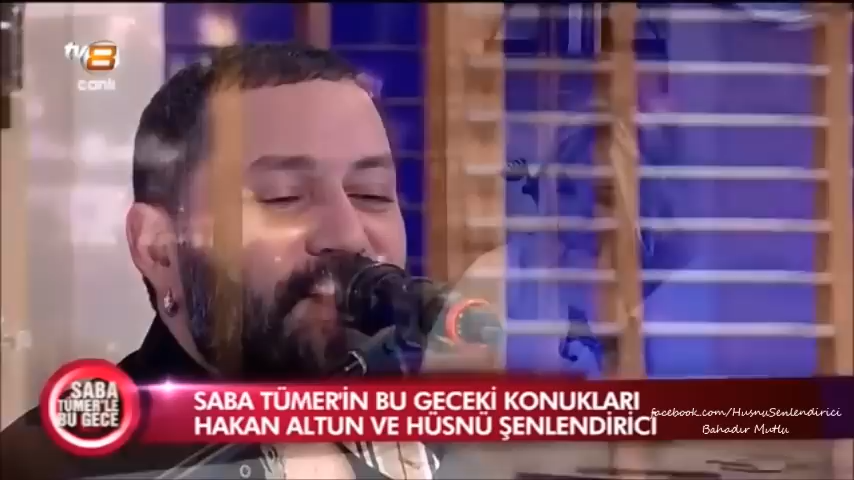 tv8
canlı
SABA
TÜMER'LE
BU GECE
SABA TÜMER'İN BU GECEKİ KONUKLARI
HAKAN ALTUN VE HÜSNÜ ŞENLENDİRİCİ
facebook.com/HusnuSenlendirici
Bahadır Mutlu